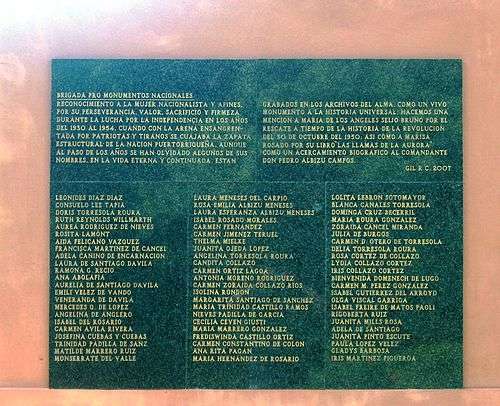 BRIGADA PRO MONUMENTOS NACIONALES.
RECONOCIMIENTO A LA MUJER NACIONALISTA Y AFINES,
POR SU PERSEVERANCIA, VALOR, SACRIFICIO Y FIRMEZA
DURANTE LA LUCHA POR LA INDEPENDENCIA EN LOS AÑOS
DEL 1930 AL 1954, CUANDO CON LA ARENA ENSANGREN-
TADA POR PATRIOTAS Y TIRANOS SE CUAJABA LA ZAPATA
ESTRUCTURAL DE LA NACION PUERTORRIQUEÑA. AUNQUE
AL PASO DE LOS AÑOS SE HAN OLVIDADO ALGUNOS DE SUS
NOMBRES, EN LA VIDA ETERNA Y CONTINUADA, ESTAN
GRABADOS EN LOS ARCHIVOS DEL ALMA, COMO UN VIVO
MONUMENTO A LA HISTORIA UNIVERSAL; HACEMOS UNA
MENCION A MARIA DE LOS ANGELES SEIJO BRUNO POR EL
RESCATE A TIEMPO DE LA HISTORIA DE LA REVOLUCION
DEL 30 DE OCTUBRE DEL 1950, ASI COMO A MARISA
ROSADO POR SU LIBRO LAS LLAMAS DE LA AURORA
COMO UN ACERCAMIENTO BIOGRAFICO AL COMANDANTE
DON PEDRO ALBIZU CAMPOS.
GIL R.C. 2007
LEONIDES DIAZ DIAZ
CONSUELO LEE TAPIA
DORIS TORRESOLA ROURA
RUTH REYNOLDS WILLMARTH
AUREA RODRIGUEZ DE NIEVES
ROSITA LAMONT
AIDA FELICANO VAZQUEZ
FRANCISCA MARTINEZ DE CANCEL
ADELA CANINO DE ENCARNACION
LAURA DE SANTIAGO DAVILA
RAMONA G. RECIO
ANA ABOLAFIA
AURELIA DE SANTIAGO DAVILA
EMILI VELEZ DE VANDO
VENERANDA DE DAVILA
MERCEDES Q. DE LOPEZ
ANGELINA DE ANGLERO
ISABEL DEL ROSARIO
CARMEN AVILA RIVERA
JOSEFINA CUEBAS Y CUEBAS
TRINIDAD PADILLA DE SANZ
MATILDE MARRERO RUIZ
MONSERRATE DEL VALLE
LAURA MENESES DEL CARPIO
ROSA EMILIA ALBIZU MENESES
LAURA ESPERANZA ALBIZU MENESES
ISABEL ROSADO MORALES
CARMEN FERNANDEZ
CARMEN JIMENEZ TERUEL
THELMA MIELKE
JUANITA OJEDA LOPEZ
ANGELINA TORRESOLA ROURA
CANDITA COLLAZO
CARMEN ORTIZ LAGOA
ANTONIA MORENO RODRIGUEZ
CARMEN ZORAIDA COLLAZO RIOS
JIOLINA RONDON
MARGARITA SANTIAGO DE SANCHEZ
MARIA TRINIDAD CASTILLO RAMOS
NIEVES PADILLA DE GARCIA
CECILIA CEVEN GIUSTI
MARIA MARRERO GONZALEZ
FREDISWINDA CASTILLO ORTIZ
CARMEN CONSTANTINO DE COLON
ANA RITA PAGAN
MARIA HERNANDEZ DE ROSARIO
LOLITA LEBRON SOTOMAYOR
BLANCA CANALES TORRESOLA
DOMINGA CRUZ BECERRIL
MARIA ROURA GONZALEZ
ZORAIDA CANCEL MIRANDA
JULIA DE BURGOS
CARMEN D. OTERO DE TORRESOLA
DELIA TORRESOLA ROURA
ROSA CORTEZ DE COLLAZO
LYDIA COLLAZO CORTEZ
IRIS COLLAZO CORTEZ
BIENVENIDA DOMENECH DE LUGO
CARMEN M. PEREZ GONZALEZ
ISABEL GUTIERREZ DEL ARROYO
OLGA VISCAL GARRIGA
ISABEL FREIRE DE MATOS PAOLI
RIGOBERTA RUIZ
JUANITA MILLS ROSA
ADELA DE SANTIAGO
JUANITA PINTO ESCUTE
PAULA LOPEZ VELEZ
GLADYS BARBOSA
IRIS MARTINEZ FIGUEROA